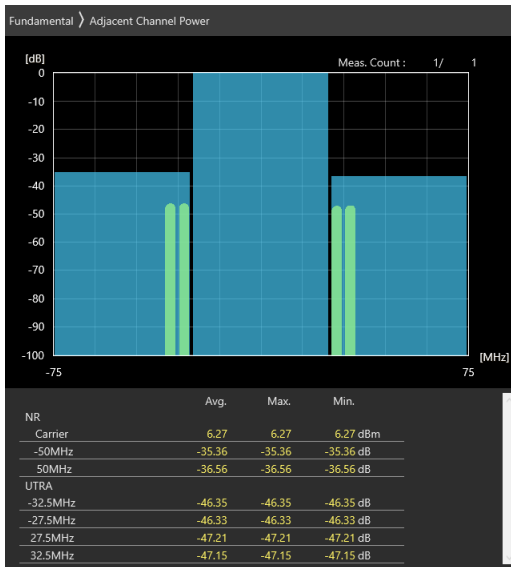 Fundamental 〉 Adjacent Channel Power
[dB] Meas. Count : 1/ 1
0
-10
-20
-30
-40
-50
-60
-70
-80
-90
-100 [MHz]
-75 75
Avg. Max. Min.
NR
Carrier 6.27 6.27 6.27 dBm
-50MHz -35.36 -35.36 -35.36 dB
50MHz -36.56 -36.56 -36.56 dB
UTRA
-32.5MHz -46.35 -46.35 -46.35 dB
-27.5MHz -46.33 -46.33 -46.33 dB
27.5MHz -47.21 -47.21 -47.21 dB
32.5MHz -47.15 -47.15 -47.15 dB